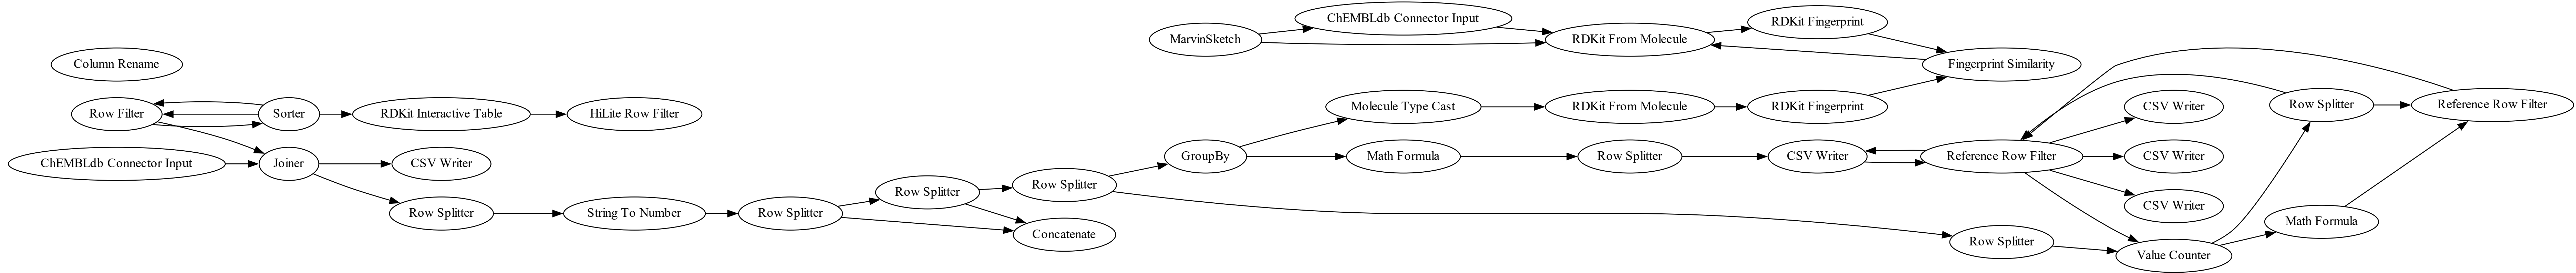 Column Rename
Row Filter
Sorter
RDKit Interactive Table
HiLite Row Filter
ChEMBLdb Connector Input
Joiner
CSV Writer
Row Splitter
String To Number
Row Splitter
Row Splitter
Row Splitter
Concatenate
MarvinSketch
ChEMBLdb Connector Input
RDKit From Molecule
RDKit Fingerprint
Fingerprint Similarity
GroupBy
Molecule Type Cast
RDKit From Molecule
RDKit Fingerprint
Math Formula
Row Splitter
CSV Writer
Reference Row Filter
CSV Writer
CSV Writer
CSV Writer
Row Splitter
Value Counter
Row Splitter
Math Formula
Reference Row Filter